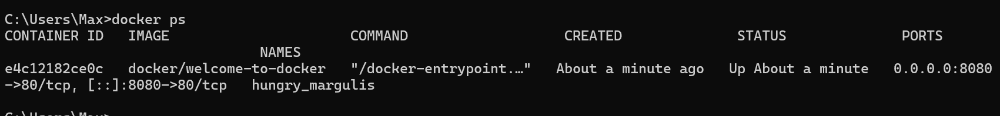 C:\Users\Max>docker ps
CONTAINER ID   IMAGE                      COMMAND                   CREATED              STATUS              PORTS
                               NAMES
e4c12182ce0c   docker/welcome-to-docker   "/docker-entrypoint.…"   About a minute ago   Up About a minute   0.0.0.0:8080
->80/tcp, [::]:8080->80/tcp   hungry_margulis
C:\Users\Max>